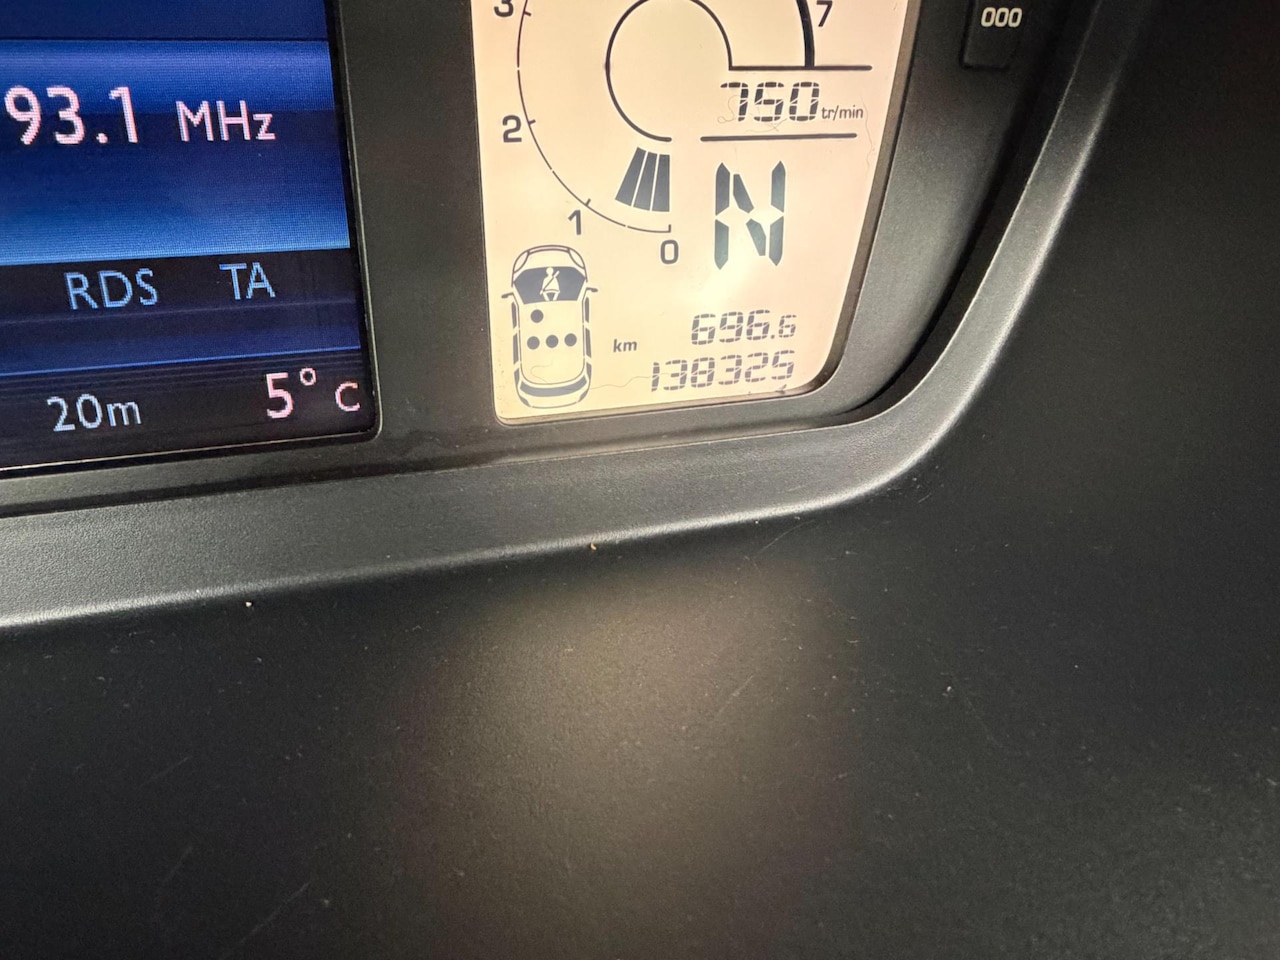 93.1 MHz
RDS TA
20m 5° C
3
7
000
750 tr/min
2
N
1
0
696.6
km
138325